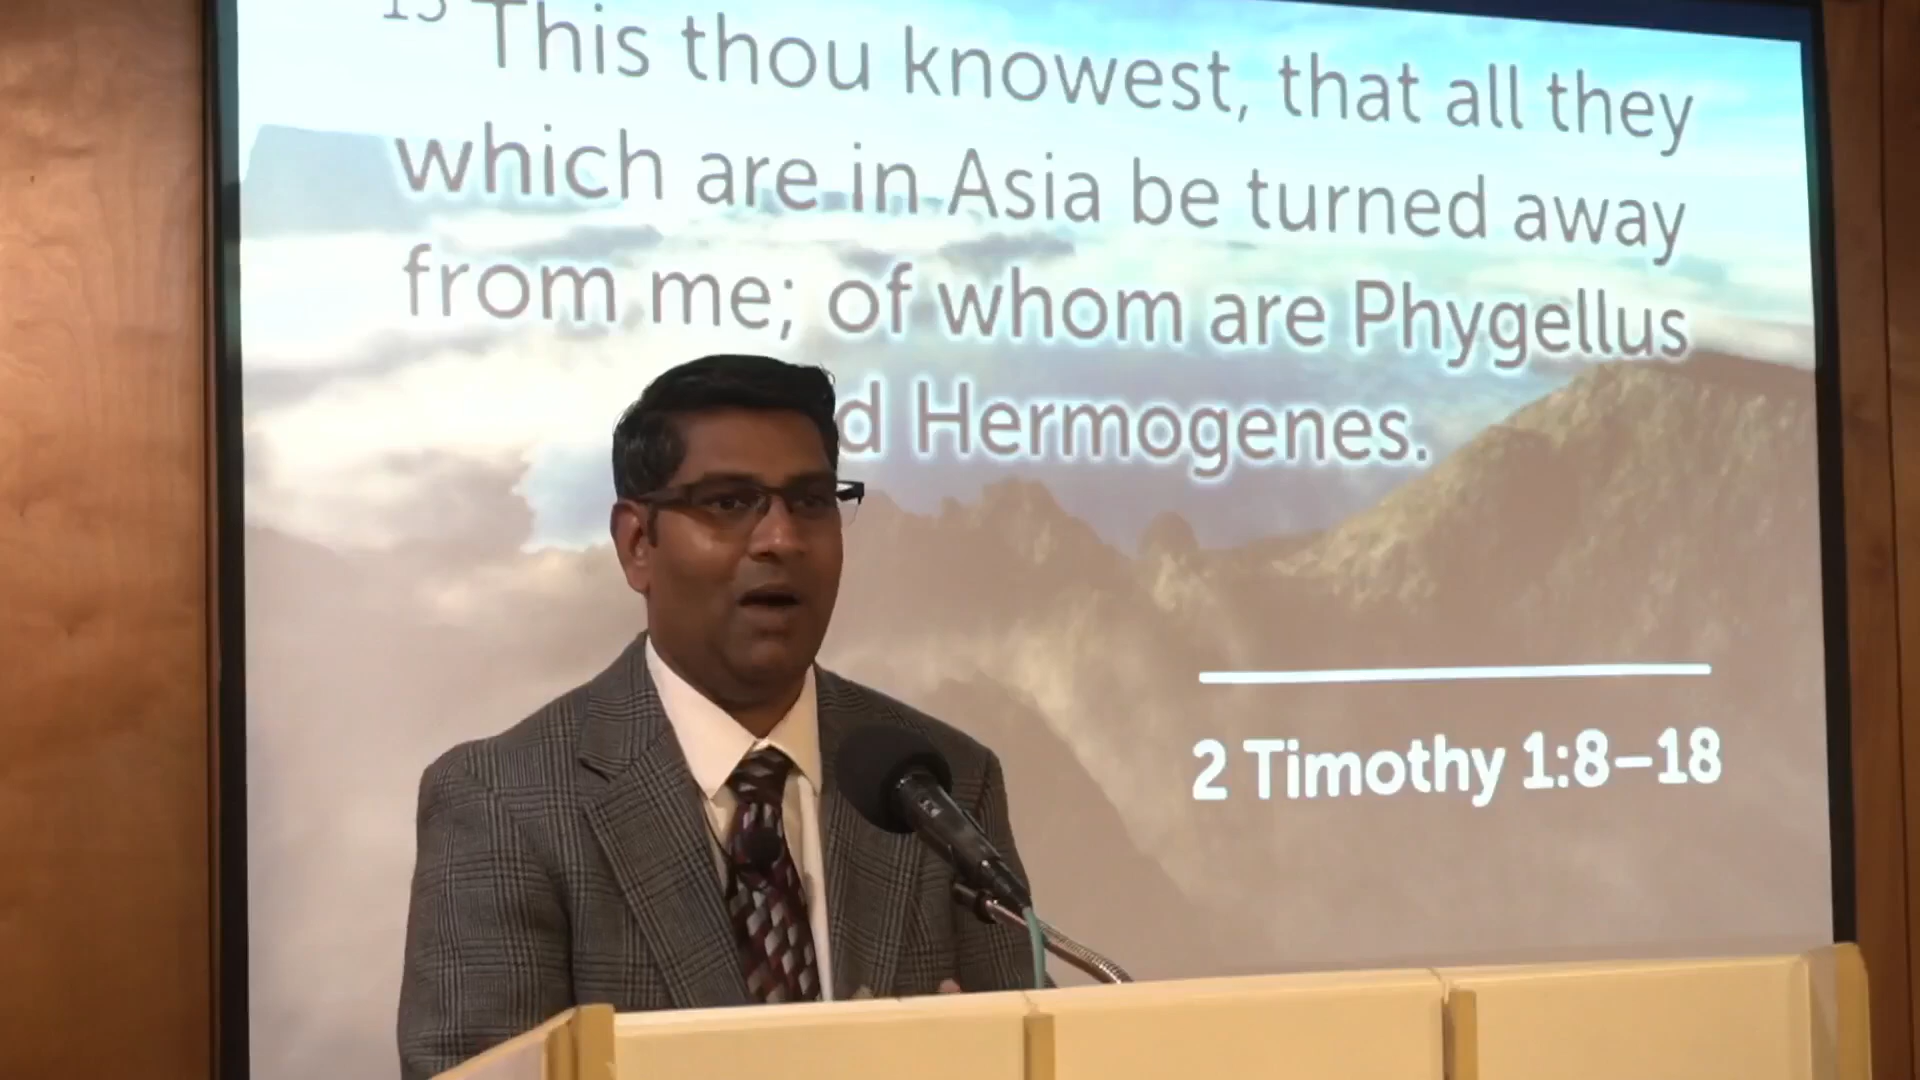 15 This thou knowest, that all they
which are in Asia be turned away
from me; of whom are Phygellus
d Hermogenes.
2 Timothy 1:8–18